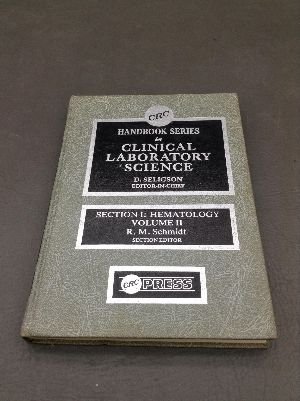 CRC
HANDBOOK SERIES
in
CLINICAL
LABORATORY
SCIENCE
D. SELIGSON
EDITOR-IN-CHIEF
SECTION I: HEMATOLOGY
VOLUME II
R. M. Schmidt
SECTION EDITOR
CRC PRESS